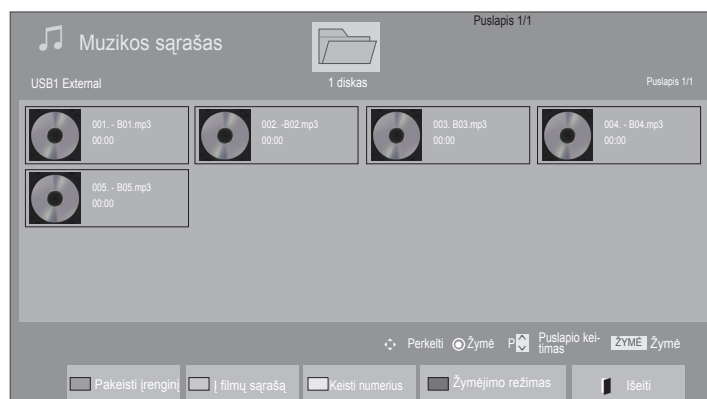 Puslapis 1/1
Muzikos sąrašas
USB1 External
1 diskas
Puslapis 1/1
001. - B01.mp3
00:00
002. -B02.mp3
00:00
003. B03.mp3
00:00
004. - B04.mp3
00:00
005. - B05.mp3
00:00
Perkelti
Žymė
P
Puslapio kei-
timas
ŽYMĖ Žymė
Pakeisti įrenginį
Į filmų sąrašą
Keisti numerius
Žymėjimo režimas
Išeiti